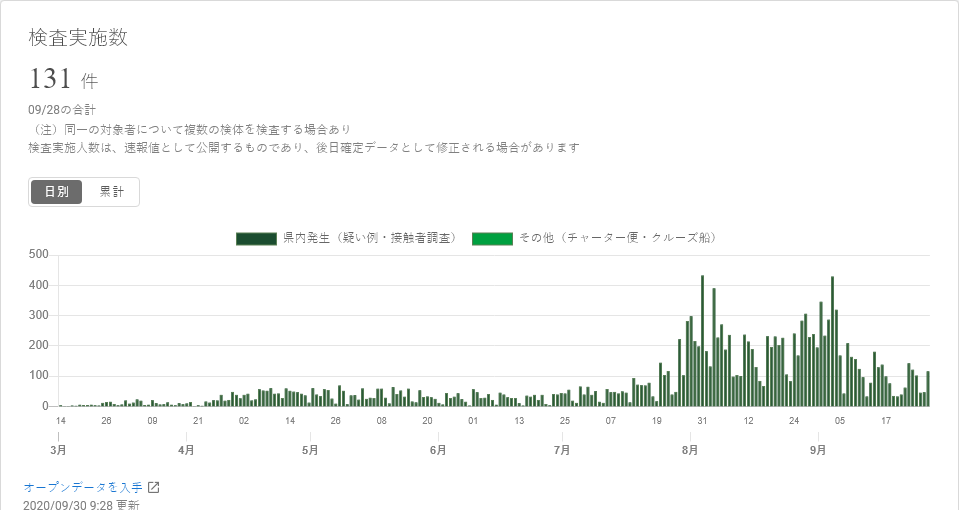 検査実施数
131 件
09/28の合計
（注）同一の対象者について複数の検体を検査する場合あり
検査実施人数は、速報値として公開するものであり、後日確定データとして修正される場合があります
日別 累計
県内発生（疑い例・接触者調査） その他（チャーター便・クルーズ船）
500
400
300
200
100
0
14 26 09 21 02 14 26 08 20 01 13 25 07 19 31 12 24 05 17
3月 4月 5月 6月 7月 8月 9月
オープンデータを入手
2020/09/30 9:28 更新